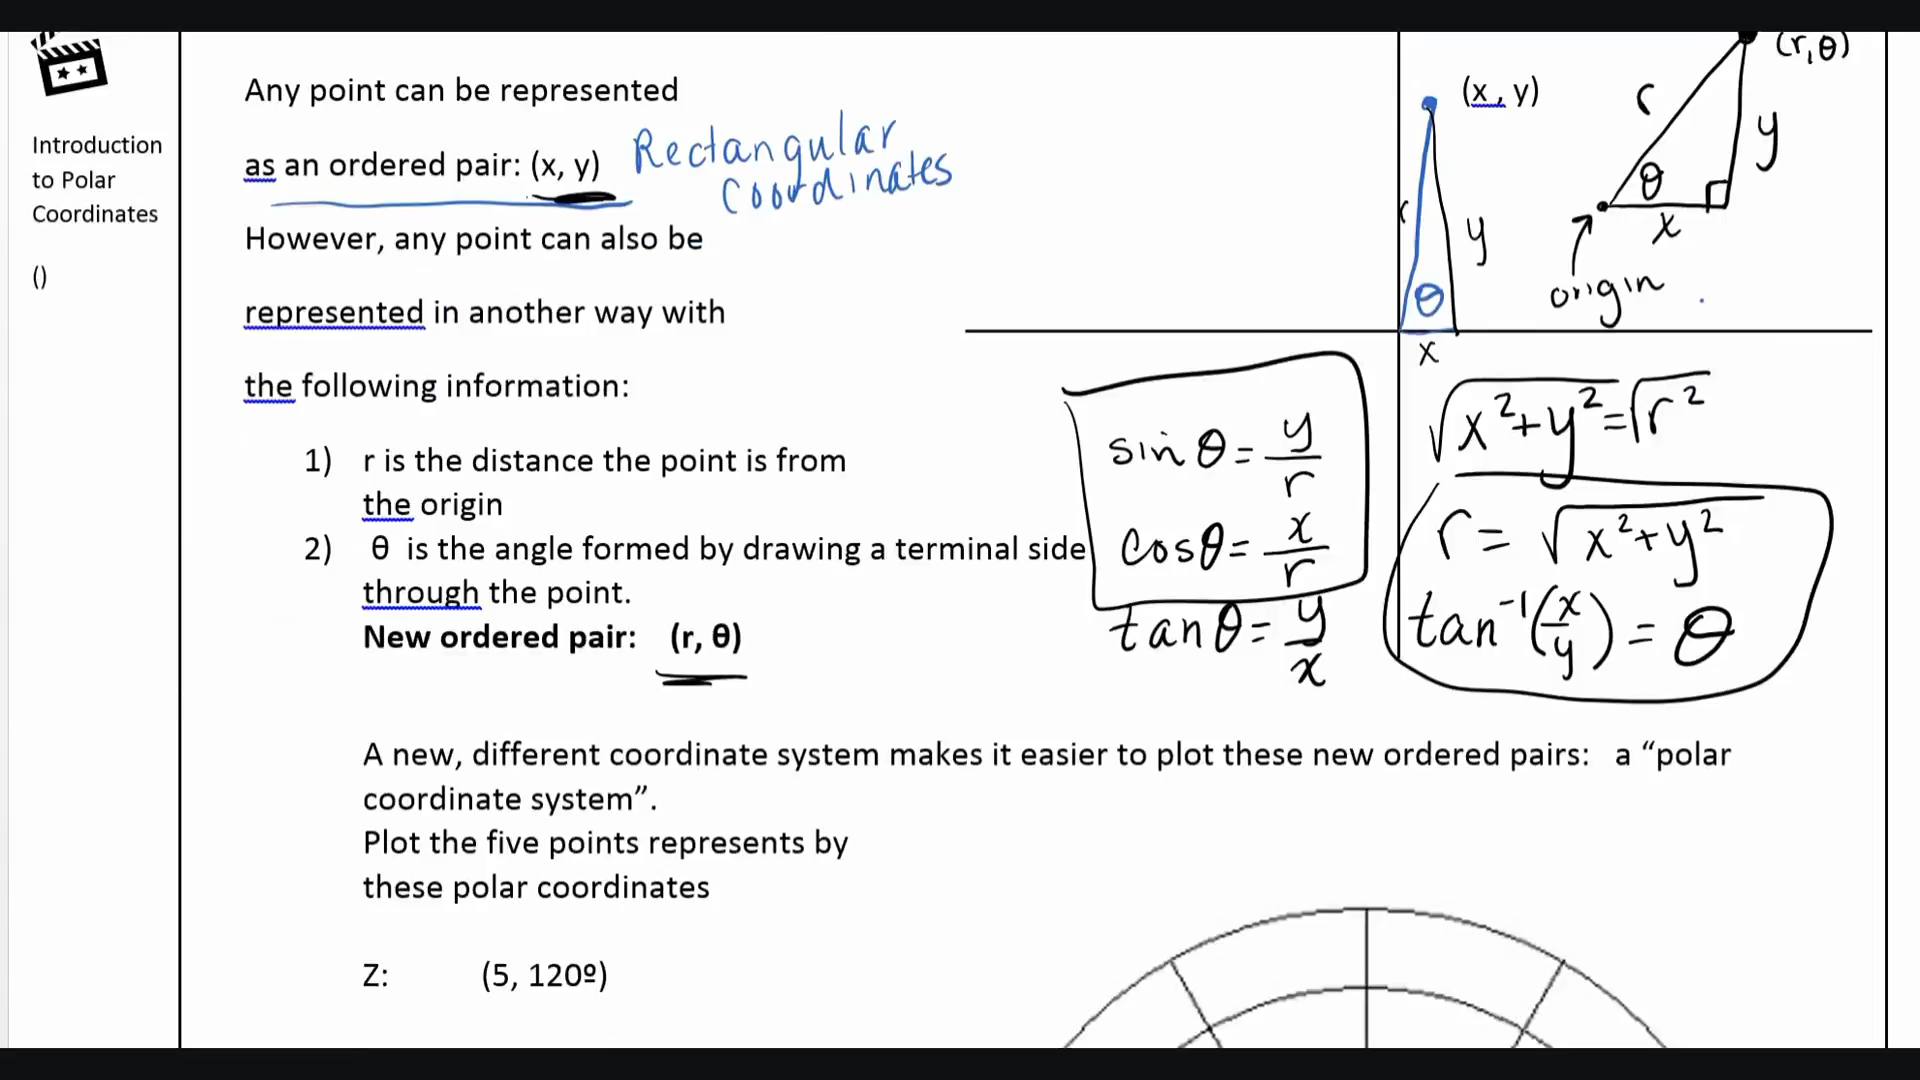 Introduction
to Polar
Coordinates
()
Any point can be represented
as an ordered pair: (x, y) Rectangular
Coordinates
However, any point can also be
represented in another way with
the following information:
1) r is the distance the point is from
the origin
2) θ is the angle formed by drawing a terminal side
through the point.
New ordered pair: (r, θ)
(x, y)
r
y
θ
x
(r, θ)
r
y
θ
x
origin
sin θ = y/r
cos θ = x/r
tan θ = y/x
√x²+y² = √r²
r = √x²+y²
tan⁻¹(x/y) = θ
A new, different coordinate system makes it easier to plot these new ordered pairs: a “polar
coordinate system”.
Plot the five points represents by
these polar coordinates
Z: (5, 120º)